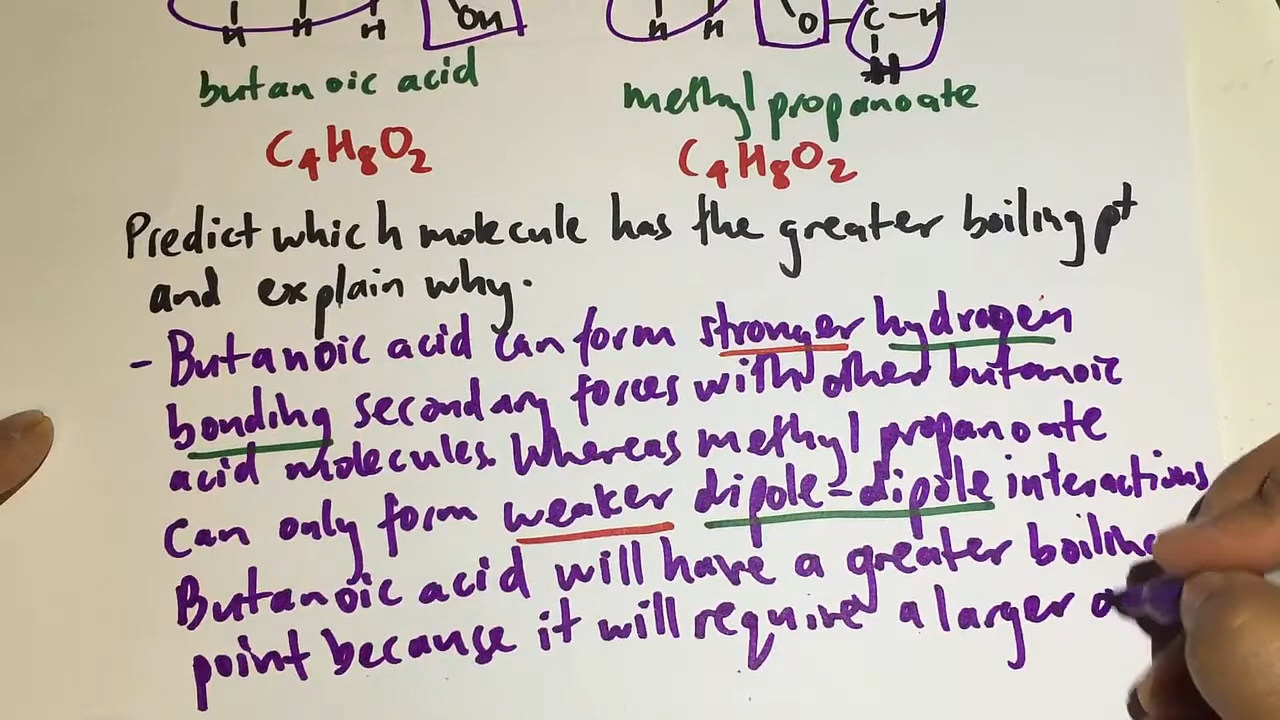 H H H OH H H O-C-H
H
butanoic acid methyl propanoate
C4H8O2 C4H8O2
Predict which molecule has the greater boiling pt
and explain why.
- Butanoic acid can form stronger hydrogen
bonding secondary forces with other butanoic
acid molecules. Whereas methyl propanoate
can only form weaker dipole-dipole interactions
Butanoic acid will have a greater boiling
point because it will require a larger